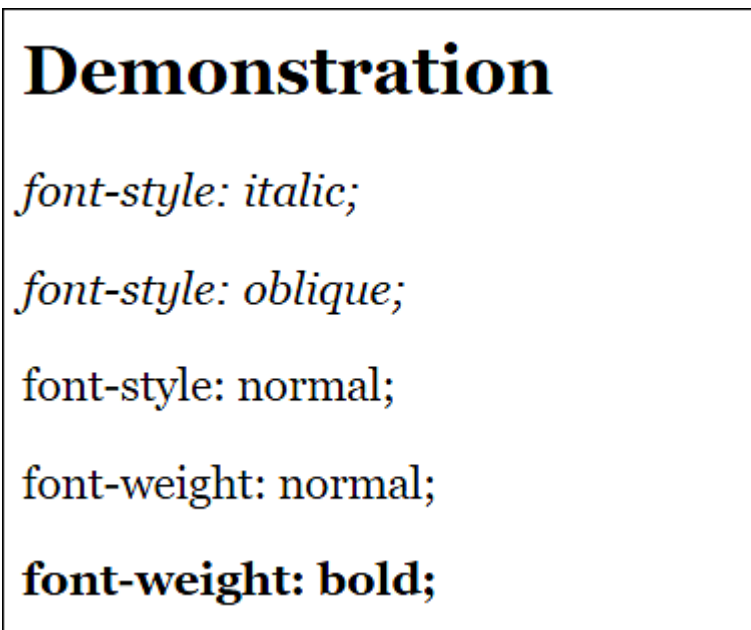 Demonstration
font-style: italic;
font-style: oblique;
font-style: normal;
font-weight: normal;
font-weight: bold;